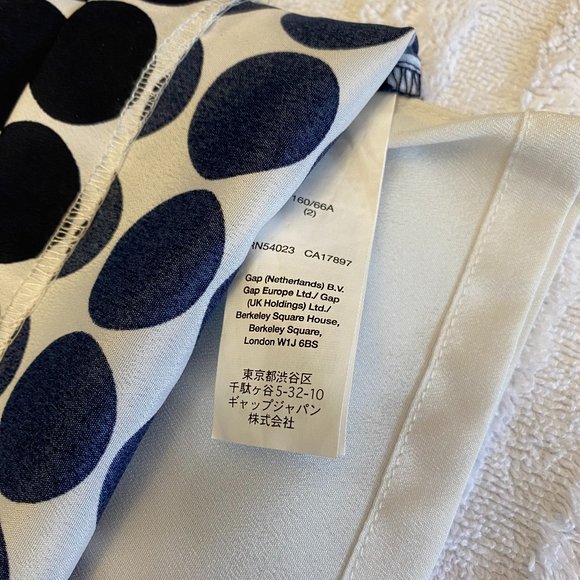 160/66A
(2)
RN54023 CA17897
Gap (Netherlands) B.V.
Gap Europe Ltd./ Gap
(UK Holdings) Ltd./
Berkeley Square House,
Berkeley Square,
London W1J 6BS
東京都渋谷区
千駄ヶ谷5-32-10
ギャップジャパン
株式会社